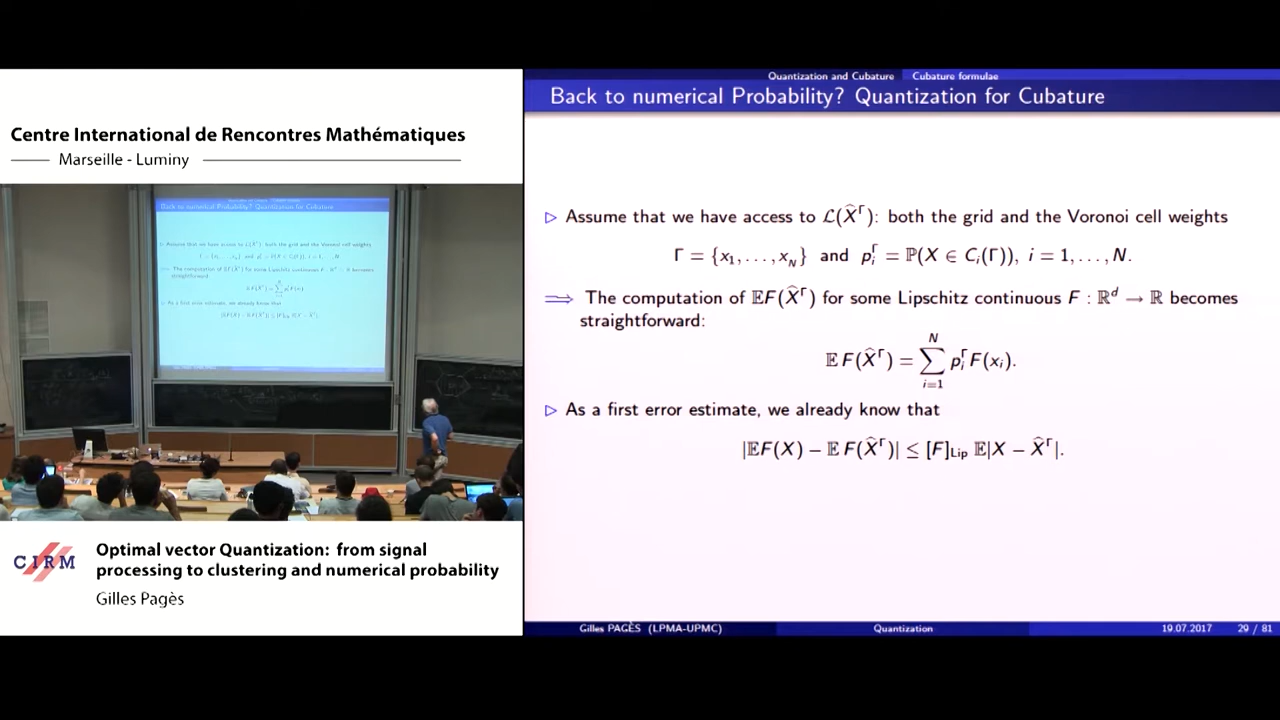 Centre International de Rencontres Mathématiques
Marseille - Luminy
Quantization and Cubature Cubature formulae
Back to numerical Probability? Quantization for Cubature
▷ Assume that we have access to ℒ(X̂^Γ): both the grid and the Voronoi cell weights
Γ = {x_1, . . . , x_N} and p_i^Γ = ℙ(X ∈ C_i(Γ)), i = 1, . . . , N.
⟹ The computation of 𝔼F(X̂^Γ) for some Lipschitz continuous F : ℝ^d → ℝ becomes
straightforward:
𝔼 F(X̂^Γ) = ∑_{i=1}^{N} p_i^Γ F(x_i).
▷ As a first error estimate, we already know that
|𝔼F(X) − 𝔼 F(X̂^Γ)| ≤ [F]_Lip 𝔼|X − X̂^Γ|.
CIRM
Optimal vector Quantization: from signal
processing to clustering and numerical probability
Gilles Pagès
Gilles PAGÈS (LPMA-UPMC) Quantization 19.07.2017 29 / 81